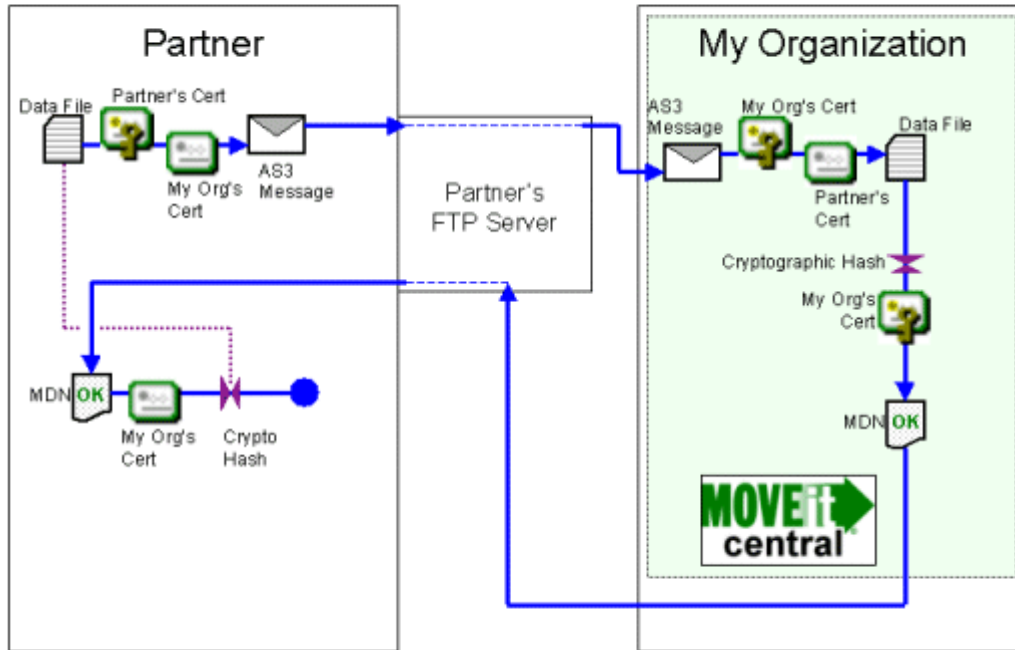 Partner
My Organization
Data File
Partner's Cert
My Org's
Cert
AS3
Message
Partner's
FTP Server
AS3
Message
My Org's Cert
Partner's
Cert
Data File
Cryptographic Hash
My Org's
Cert
MDN
OK
MDN
OK
My Org's
Cert
Crypto
Hash
MOVEit
central